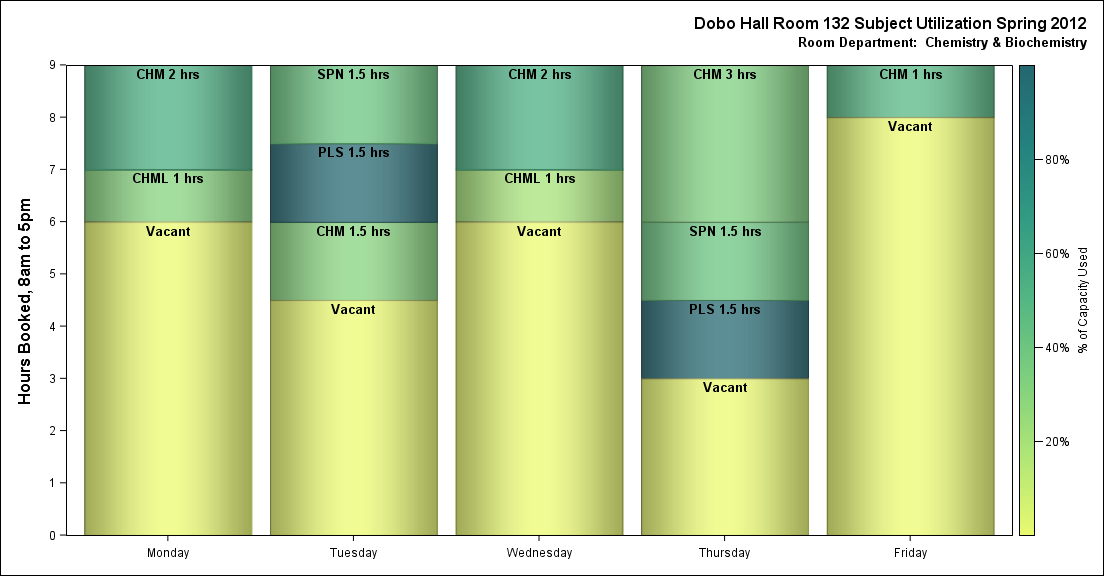 Dobo Hall Room 132 Subject Utilization Spring 2012
Room Department:  Chemistry & Biochemistry
Hours Booked, 8am to 5pm
9
8
7
6
5
4
3
2
1
0
CHM 2 hrs
CHML 1 hrs
Vacant
Monday
SPN 1.5 hrs
PLS 1.5 hrs
CHM 1.5 hrs
Vacant
Tuesday
CHM 2 hrs
CHML 1 hrs
Vacant
Wednesday
CHM 3 hrs
SPN 1.5 hrs
PLS 1.5 hrs
Vacant
Thursday
CHM 1 hrs
Vacant
Friday
80%
60%
40%
20%
% of Capacity Used